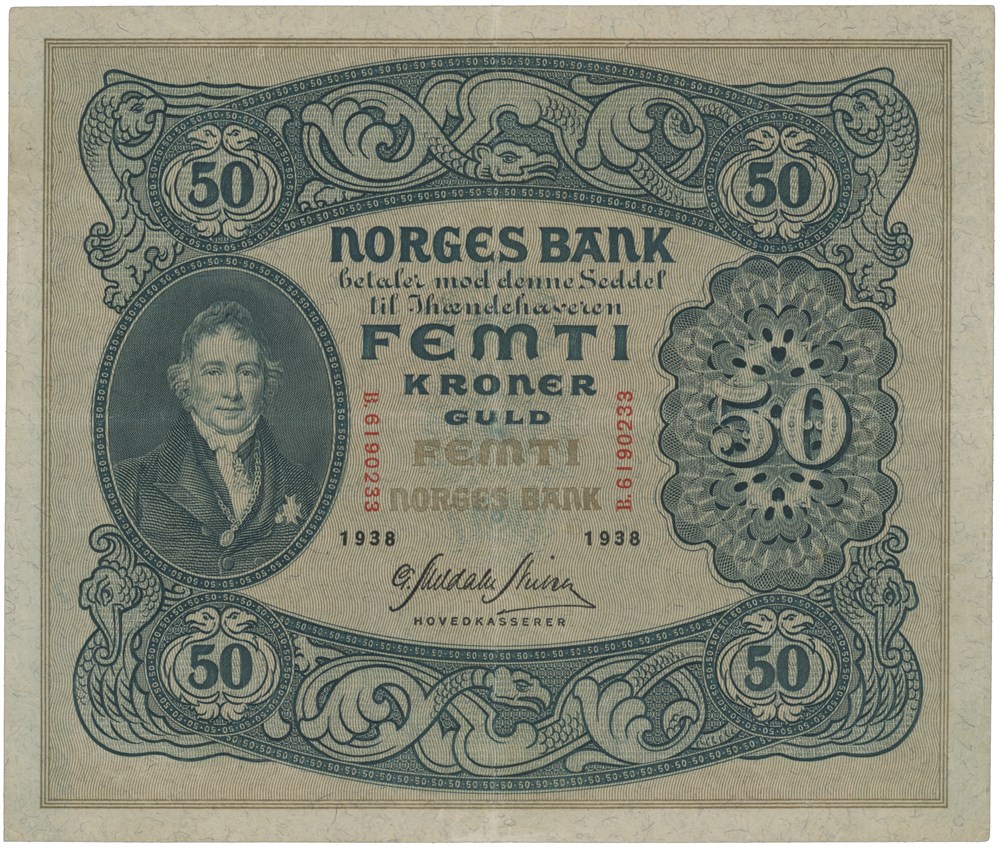 50 50
NORGES BANK
betaler mod denne Seddel
til Ihændehaveren
FEMTI
KRONER
GULD
FEMTI
NORGES BANK
B.6190233
B.6190233
50
1938 1938
HOVEDKASSERER
50 50